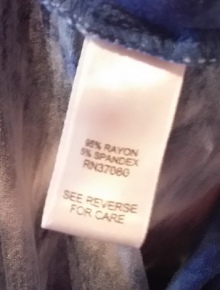 95% RAYON
5% SPANDEX
RN37080
SEE REVERSE
FOR CARE